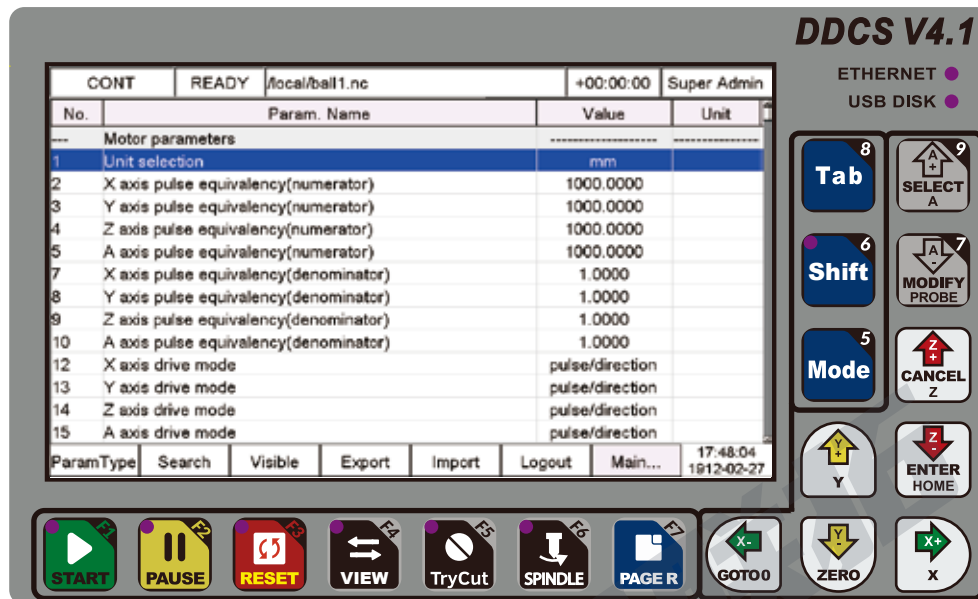 DDCS V4.1
ETHERNET
USB DISK
CONT READY /local/ball1.nc +00:00:00 Super Admin
No. Param. Name Value Unit
--- Motor parameters ------------------- ---------------
1 Unit selection mm
2 X axis pulse equivalency(numerator) 1000.0000
3 Y axis pulse equivalency(numerator) 1000.0000
4 Z axis pulse equivalency(numerator) 1000.0000
5 A axis pulse equivalency(numerator) 1000.0000
7 X axis pulse equivalency(denominator) 1.0000
8 Y axis pulse equivalency(denominator) 1.0000
9 Z axis pulse equivalency(denominator) 1.0000
10 A axis pulse equivalency(denominator) 1.0000
12 X axis drive mode pulse/direction
13 Y axis drive mode pulse/direction
14 Z axis drive mode pulse/direction
15 A axis drive mode pulse/direction
ParamType Search Visible Export Import Logout Main...
17:48:04
1912-02-27
8
Tab
9
A
+
SELECT
A
6
Shift
7
A
-
MODIFY
PROBE
5
Mode
Z
+
CANCEL
Z
Y
+
Y
Z
-
ENTER
HOME
F1
START
F2
PAUSE
F3
RESET
F4
VIEW
F5
TryCut
F6
SPINDLE
F7
PAGE R
X-
GOTO0
Y
-
ZERO
X+
X